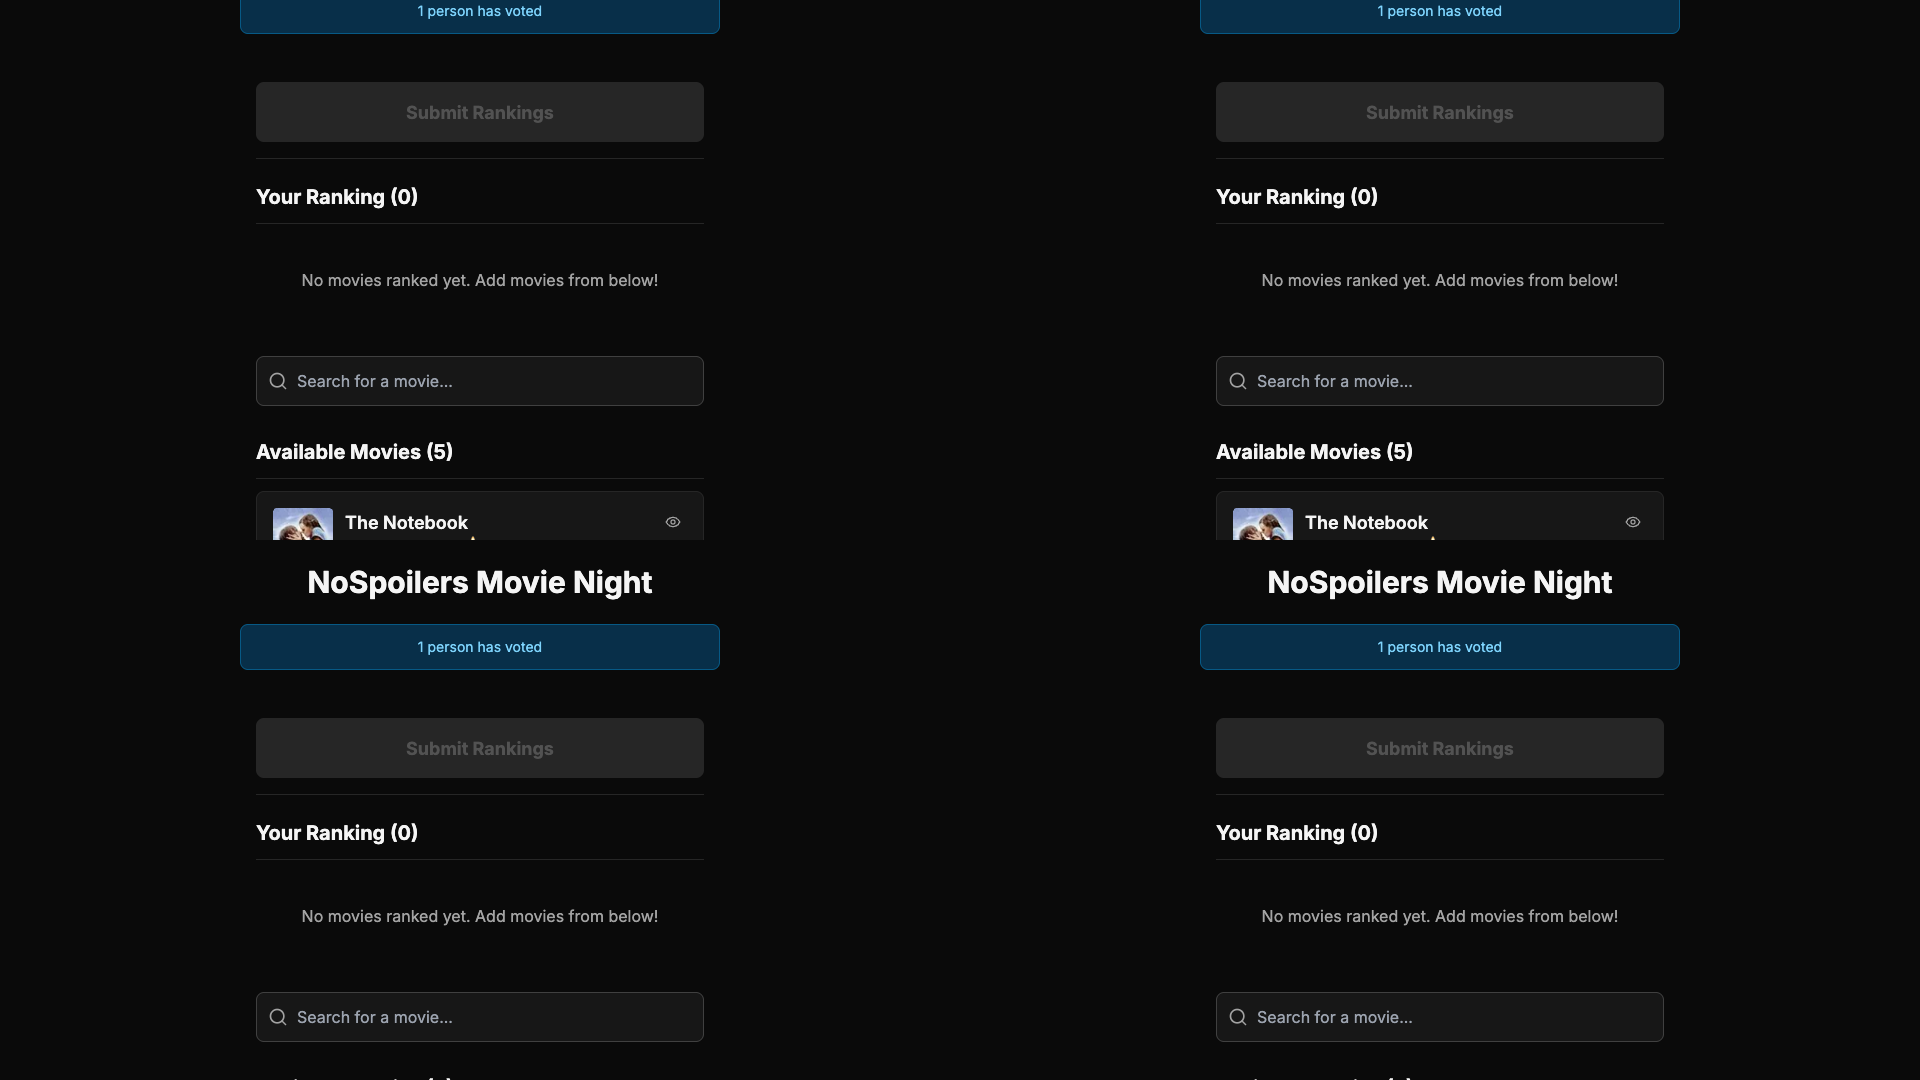 1 person has voted
Submit Rankings
Your Ranking (0)
No movies ranked yet. Add movies from below!
Search for a movie...
Available Movies (5)
The Notebook
1 person has voted
Submit Rankings
Your Ranking (0)
No movies ranked yet. Add movies from below!
Search for a movie...
Available Movies (5)
The Notebook
NoSpoilers Movie Night
1 person has voted
Submit Rankings
Your Ranking (0)
No movies ranked yet. Add movies from below!
Search for a movie...
NoSpoilers Movie Night
1 person has voted
Submit Rankings
Your Ranking (0)
No movies ranked yet. Add movies from below!
Search for a movie...